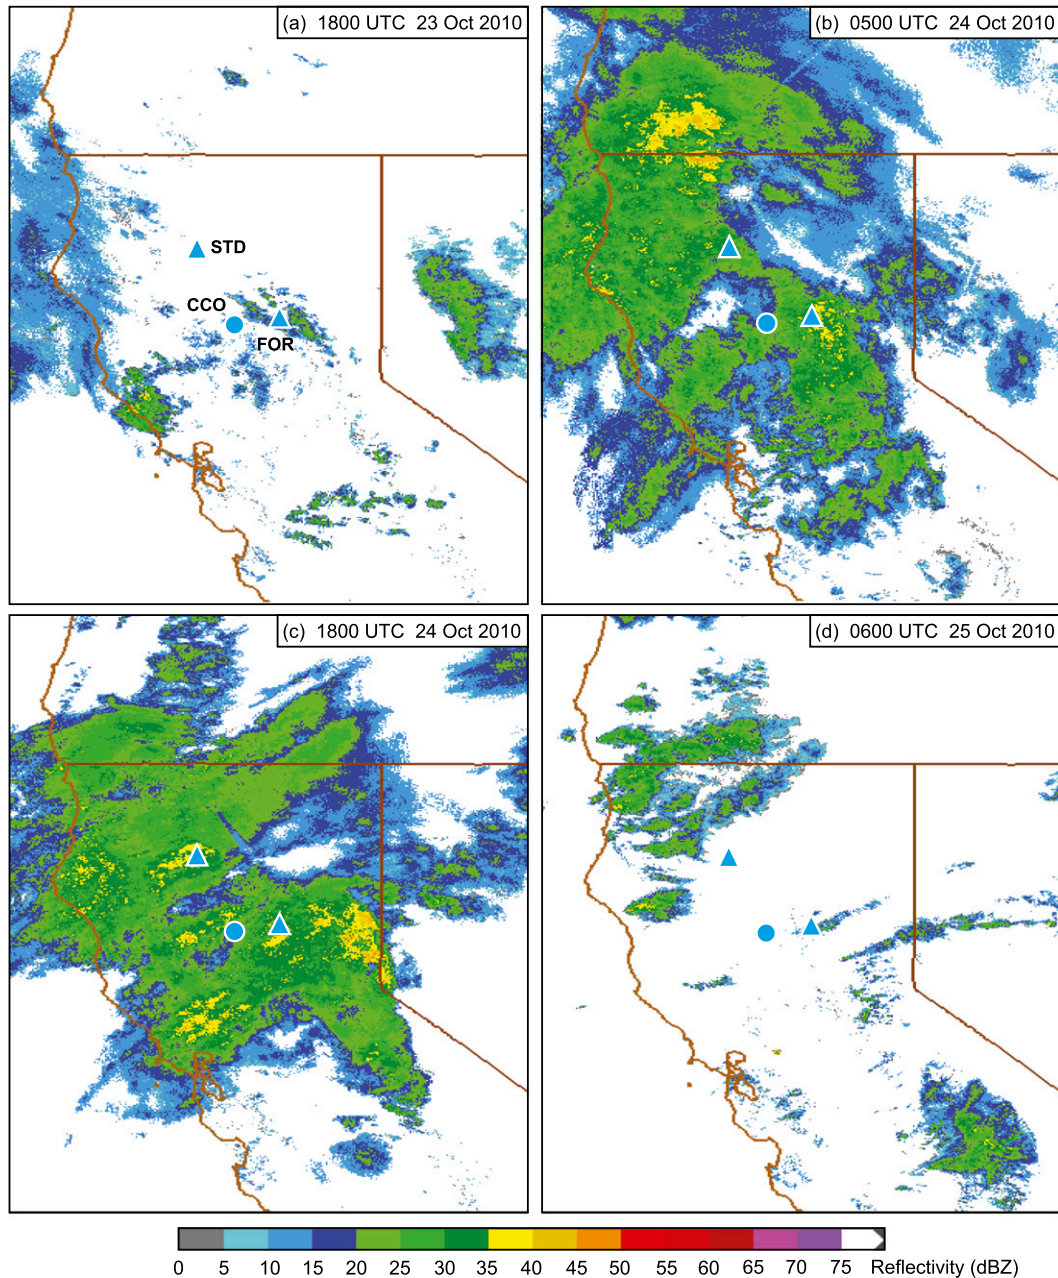 (a) 1800 UTC 23 Oct 2010
(b) 0500 UTC 24 Oct 2010
STD
CCO
FOR
(c) 1800 UTC 24 Oct 2010
(d) 0600 UTC 25 Oct 2010
0 5 10 15 20 25 30 35 40 45 50 55 60 65 70 75 Reflectivity (dBZ)